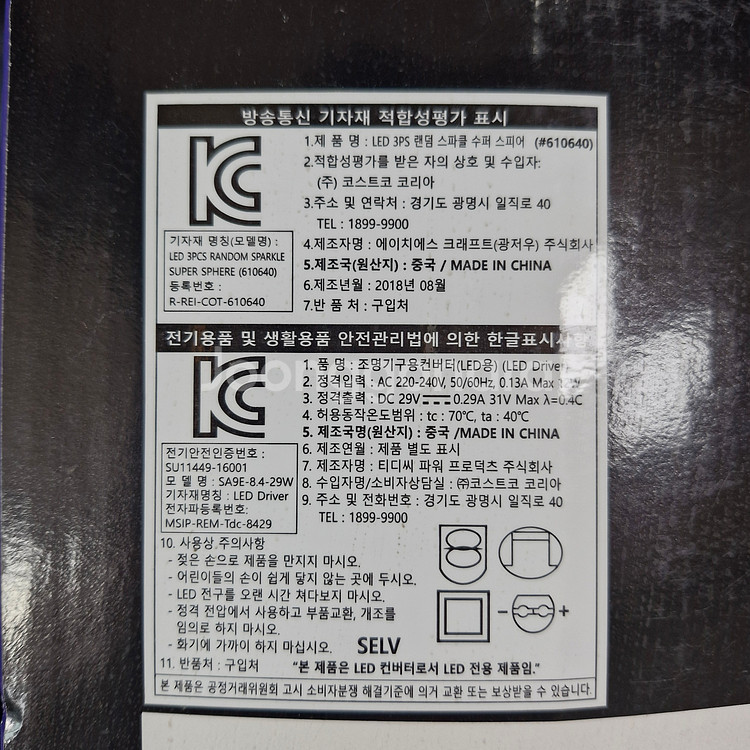 방송통신 기자재 적합성평가 표시
KC
기자재 명칭(모델명) :
LED 3PCS RANDOM SPARKLE
SUPER SPHERE (610640)
등록번호 :
R-REI-COT-610640
1.제 품 명 : LED 3PS 랜덤 스파클 수퍼 스피어 (#610640)
2.적합성평가를 받은 자의 상호 및 수입자:
(주) 코스트코 코리아
3.주소 및 연락처 : 경기도 광명시 일직로 40
TEL : 1899-9900
4.제조자명 : 에이치에스 크래프트(광저우) 주식회사
5.제조국(원산지) : 중국 / MADE IN CHINA
6.제조년월 : 2018년 08월
7.반 품 처 : 구입처
전기용품 및 생활용품 안전관리법에 의한 한글표시사항
KC
전기안전인증번호 :
SU11449-16001
모 델 명 : SA9E-8.4-29W
기자재명칭 : LED Driver
전자파등록번호:
MSIP-REM-Tdc-8429
1. 품 명 : 조명기구용컨버터(LED용) (LED Driver)
2. 정격입력 : AC 220-240V, 50/60Hz, 0.13A Max
3. 정격출력 : DC 29V 0.29A 31V Max λ=0.4C
4. 허용동작온도범위 : tc : 70℃, ta : 40℃
5. 제조국명(원산지) : 중국 /MADE IN CHINA
6. 제조연월 : 제품 별도 표시
7. 제조자명 : 티디씨 파워 프로덕츠 주식회사
8. 수입자명/소비자상담실 : ㈜코스트코 코리아
9. 주소 및 전화번호 : 경기도 광명시 일직로 40
TEL : 1899-9900
10. 사용상 주의사항
- 젖은 손으로 제품을 만지지 마시오.
- 어린이들의 손이 쉽게 닿지 않는 곳에 두시오.
- LED 전구를 오랜 시간 쳐다보지 마시오.
- 정격 전압에서 사용하고 부품교환, 개조를
임의로 하지 마시오.
- 화기에 가까이 하지 마십시오.
SELV
- +
11. 반품처 : 구입처
"본 제품은 LED 컨버터로서 LED 전용 제품임."
본 제품은 공정거래위원회 고시 소비자분쟁 해결기준에 의거 교환 또는 보상받을 수 있습니다.